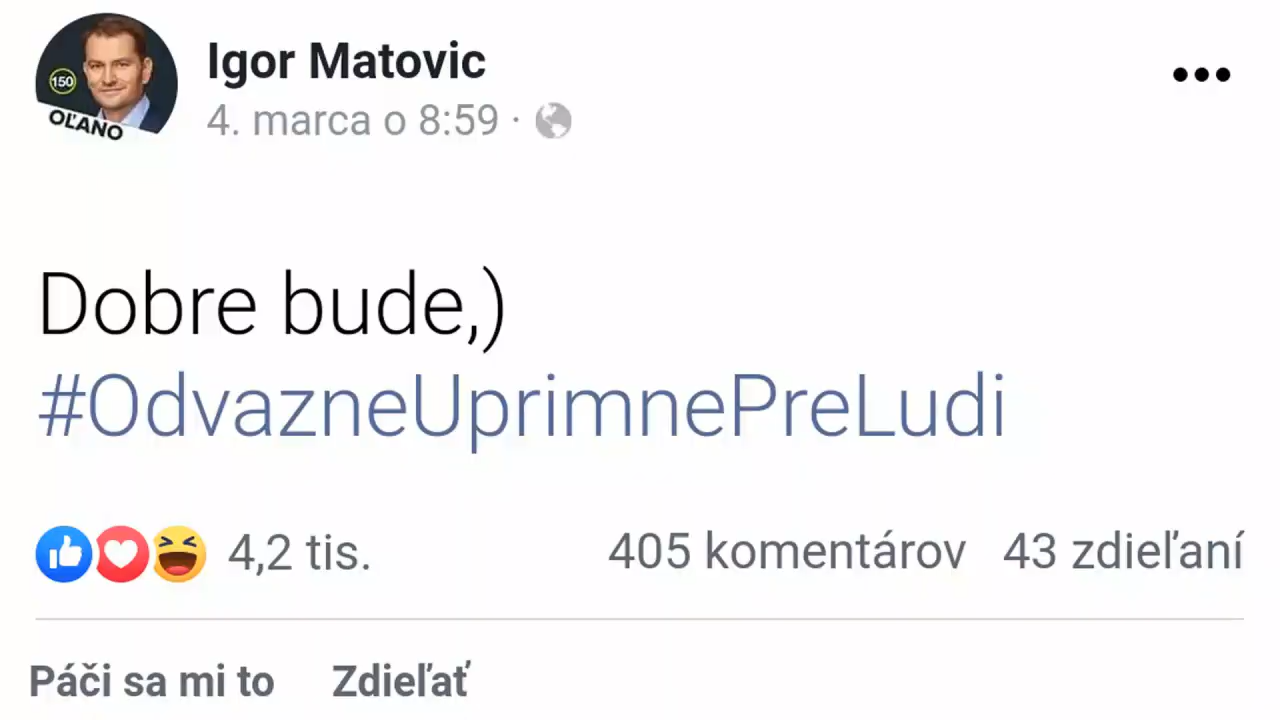 150
OĽANO
Igor Matovic
4. marca o 8:59 ·
Dobre bude,)
#OdvazneUprimnePreLudi
4,2 tis. 405 komentárov 43 zdieľaní
Páči sa mi to Zdieľať